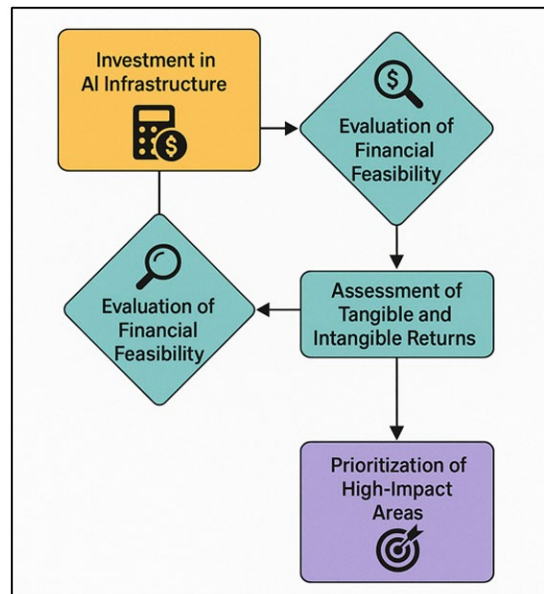 Investment in
AI Infrastructure
$
$
Evaluation of
Financial
Feasibility
Assessment of
Tangible and
Intangible Returns
Evaluation of
Financial
Feasibility
Prioritization of
High-Impact
Areas